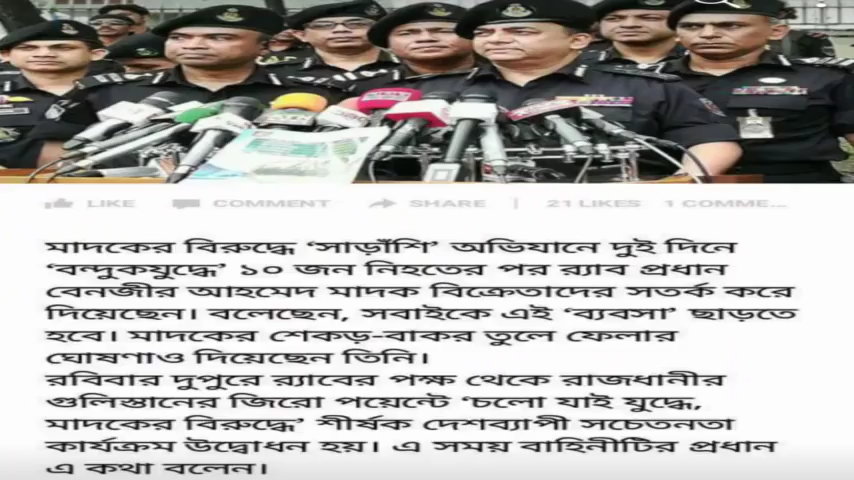 LIKE COMMENT SHARE | 21 LIKES 1 COMME...
মাদকের বিরুদ্ধে ‘সাড়াঁশি’ অভিযানে দুই দিনে
‘বন্দুকযুদ্ধে’ ১০ জন নিহতের পর র‍্যাব প্রধান
বেনজীর আহমেদ মাদক বিক্রেতাদের সতর্ক করে
দিয়েছেন। বলেছেন, সবাইকে এই ‘ব্যবসা’ ছাড়তে
হবে। মাদকের শেকড়-বাকর তুলে ফেলার
ঘোষণাও দিয়েছেন তিনি।
রবিবার দুপুরে র‍্যাবের পক্ষ থেকে রাজধানীর
গুলিস্তানের জিরো পয়েন্টে ‘চলো যাই যুদ্ধে,
মাদকের বিরুদ্ধে’ শীর্ষক দেশব্যাপী সচেতনতা
কার্যক্রম উদ্বোধন হয়। এ সময় বাহিনীটির প্রধান
এ কথা বলেন।